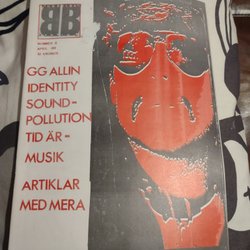 BB
GG ALLIN
IDENTITY
SOUND-
POLLUTION
TID ÄR-
MUSIK
ARTIKLAR
MED MERA